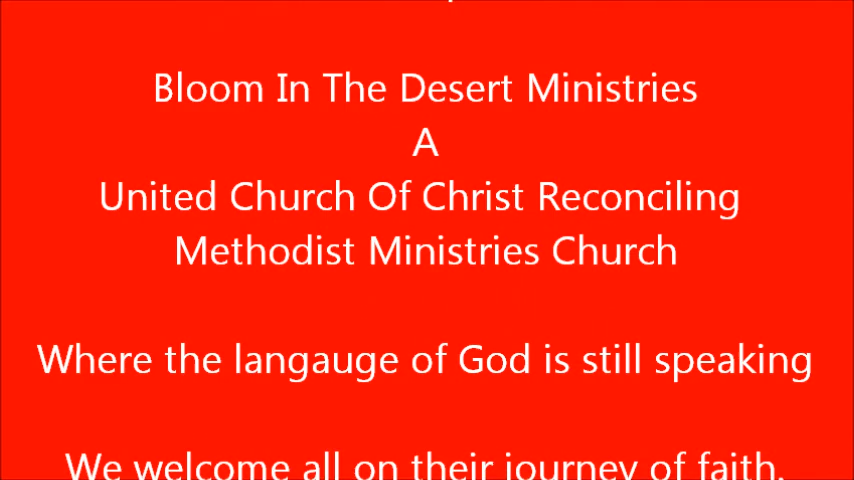 Bloom In The Desert Ministries
A
United Church Of Christ Reconciling
Methodist Ministries Church
Where the langauge of God is still speaking
We welcome all on their journey of faith.